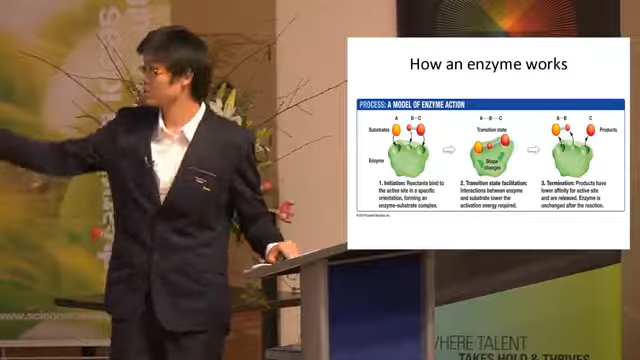 How an enzyme works
PROCESS: A MODEL OF ENZYME ACTION
A B—C
A---B---C
A—B C
Substrates
Transition state
Products
Enzyme
Shape
changes
1. Initiation: Reactants bind to
the active site in a specific
orientation, forming an
enzyme-substrate complex.
2. Transition state facilitation:
Interactions between enzyme
and substrate lower the
activation energy required.
3. Termination: Products have
lower affinity for active site
and are released. Enzyme is
unchanged after the reaction.
WHERE TALENT
TAKES HOLD & THRIVES